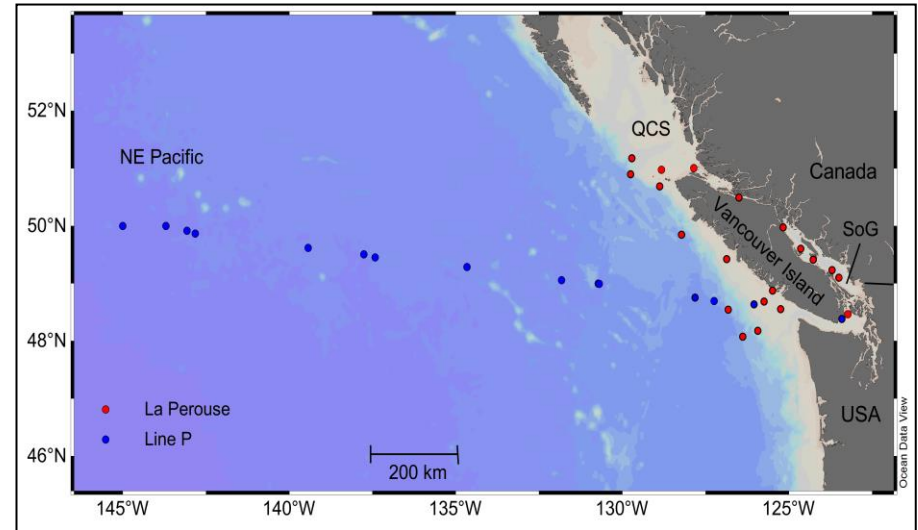 52°N
50°N
48°N
46°N
NE Pacific
QCS
Canada
SoG
Vancouver Island
USA
La Perouse
Line P
200 km
145°W
140°W
135°W
130°W
125°W
Ocean Data View